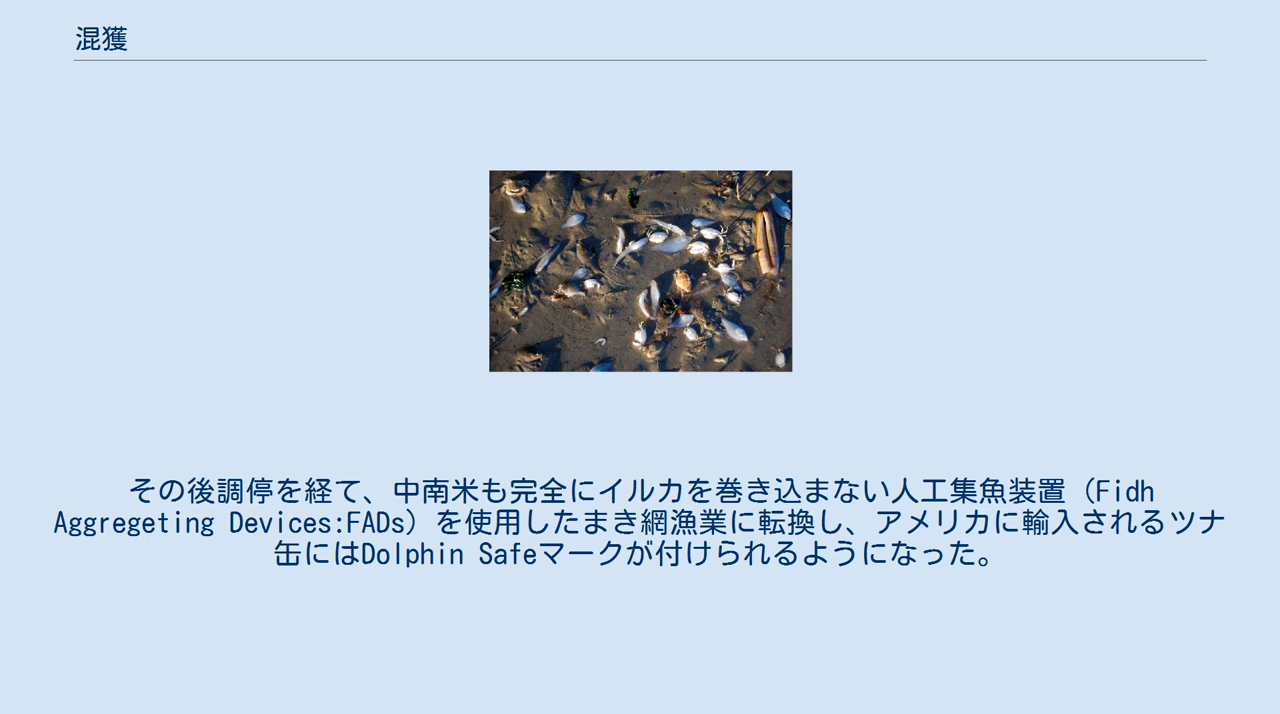 混獲
その後調停を経て、中南米も完全にイルカを巻き込まない人工集魚装置（Fidh
Aggregeting Devices:FADs）を使用したまき網漁業に転換し、アメリカに輸入されるツナ
缶にはDolphin Safeマークが付けられるようになった。